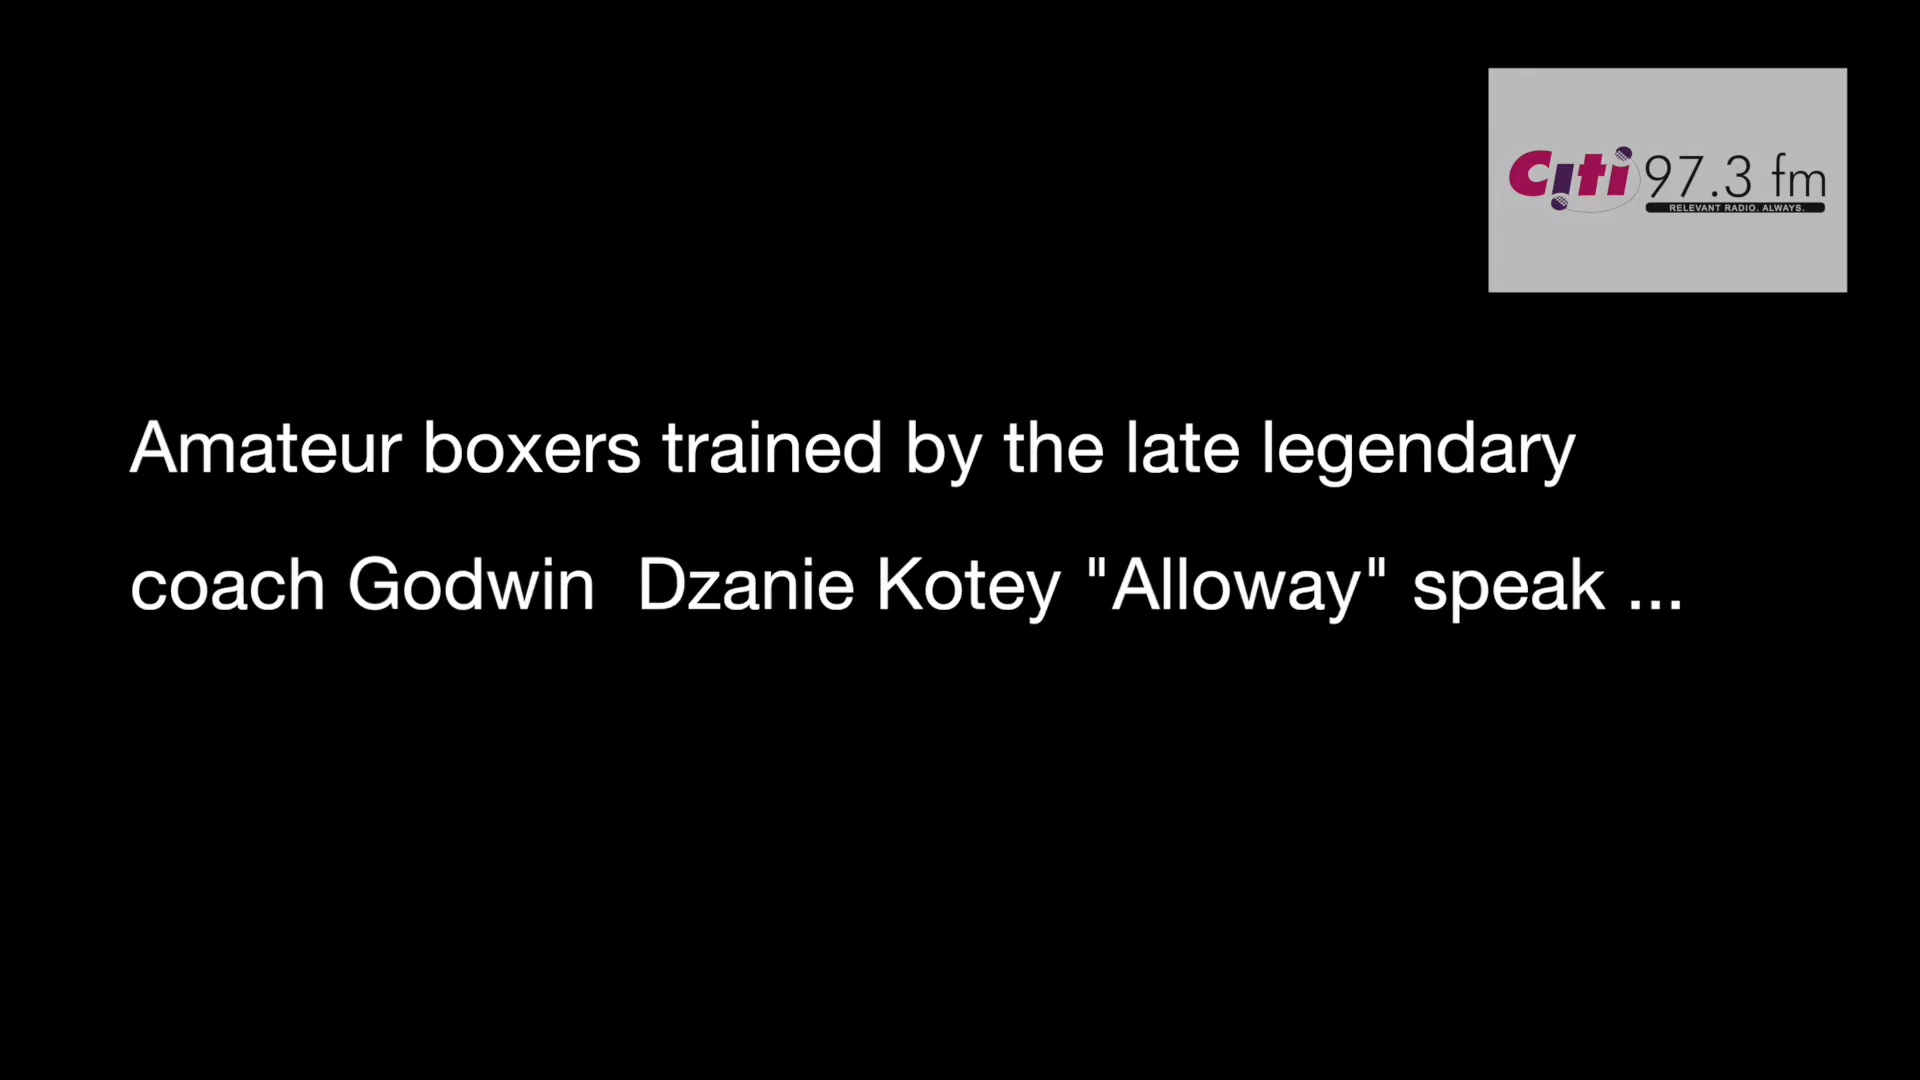 Citi 97.3 fm
RELEVANT RADIO. ALWAYS.
Amateur boxers trained by the late legendary
coach Godwin  Dzanie Kotey "Alloway" speak ...